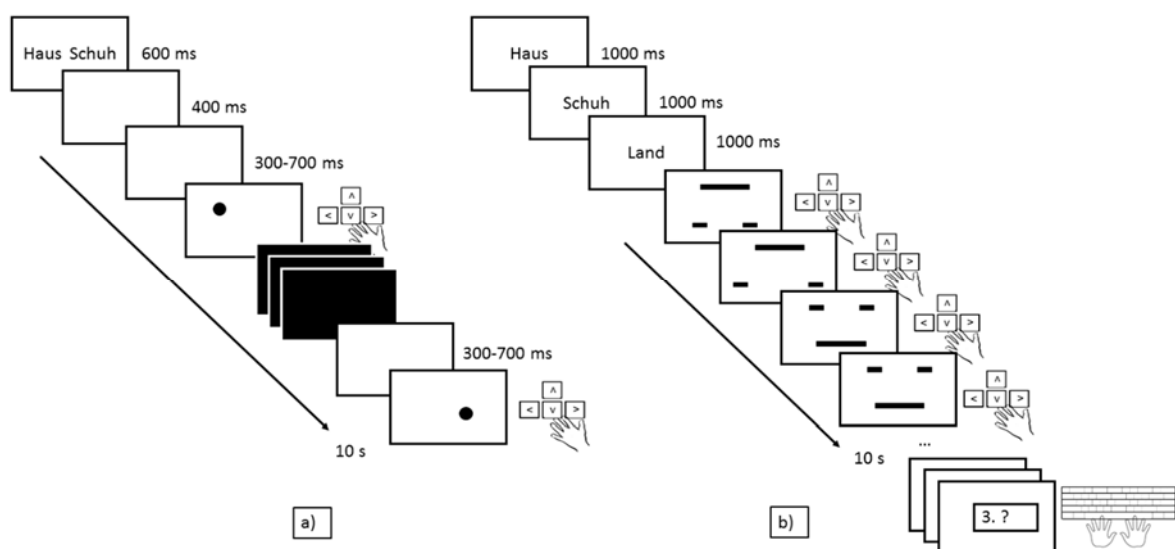 Haus Schuh
600 ms
400 ms
300-700 ms
^
< v >
300-700 ms
^
< v >
10 s
a)
Haus
1000 ms
Schuh
1000 ms
Land
1000 ms
^
< v >
^
< v >
^
< v >
^
< v >
...
10 s
3. ?
b)